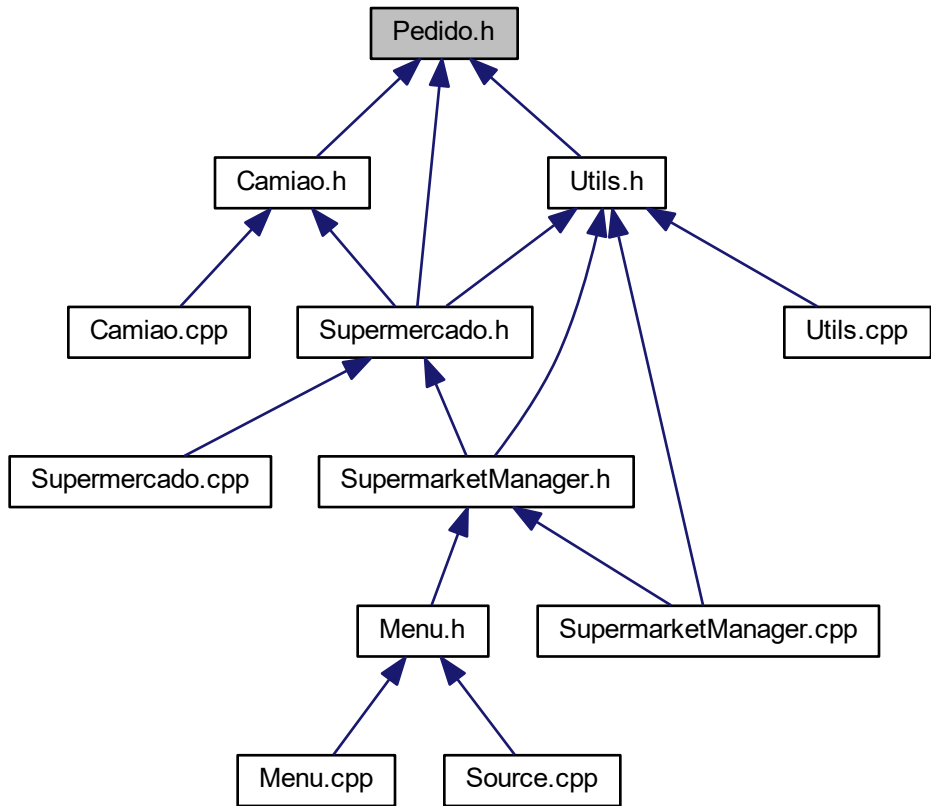 Pedido.h
Camiao.h
Utils.h
Camiao.cpp
Supermercado.h
Utils.cpp
Supermercado.cpp
SupermarketManager.h
Menu.h
SupermarketManager.cpp
Menu.cpp
Source.cpp